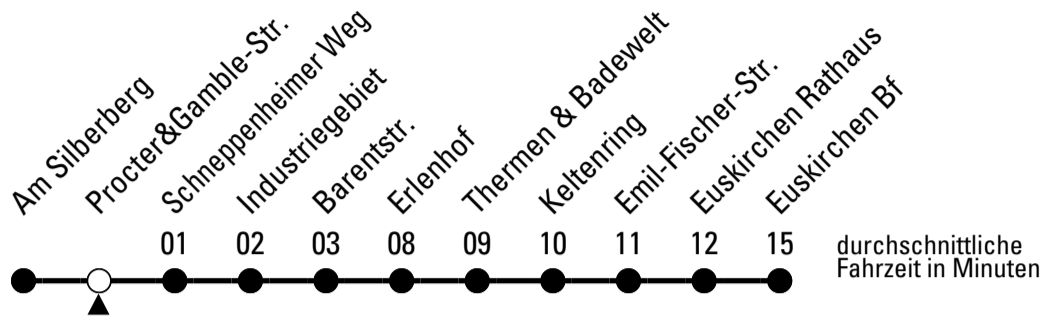 Am Silberberg
Procter&Gamble-Str.
Schneppenheimer Weg
Industriegebiet
Barentstr.
Erlenhof
Thermen & Badewelt
Keltenring
Emil-Fischer-Str.
Euskirchen Rathaus
Euskirchen Bf
01 02 03 08 09 10 11 12 15
durchschnittliche
Fahrzeit in Minuten